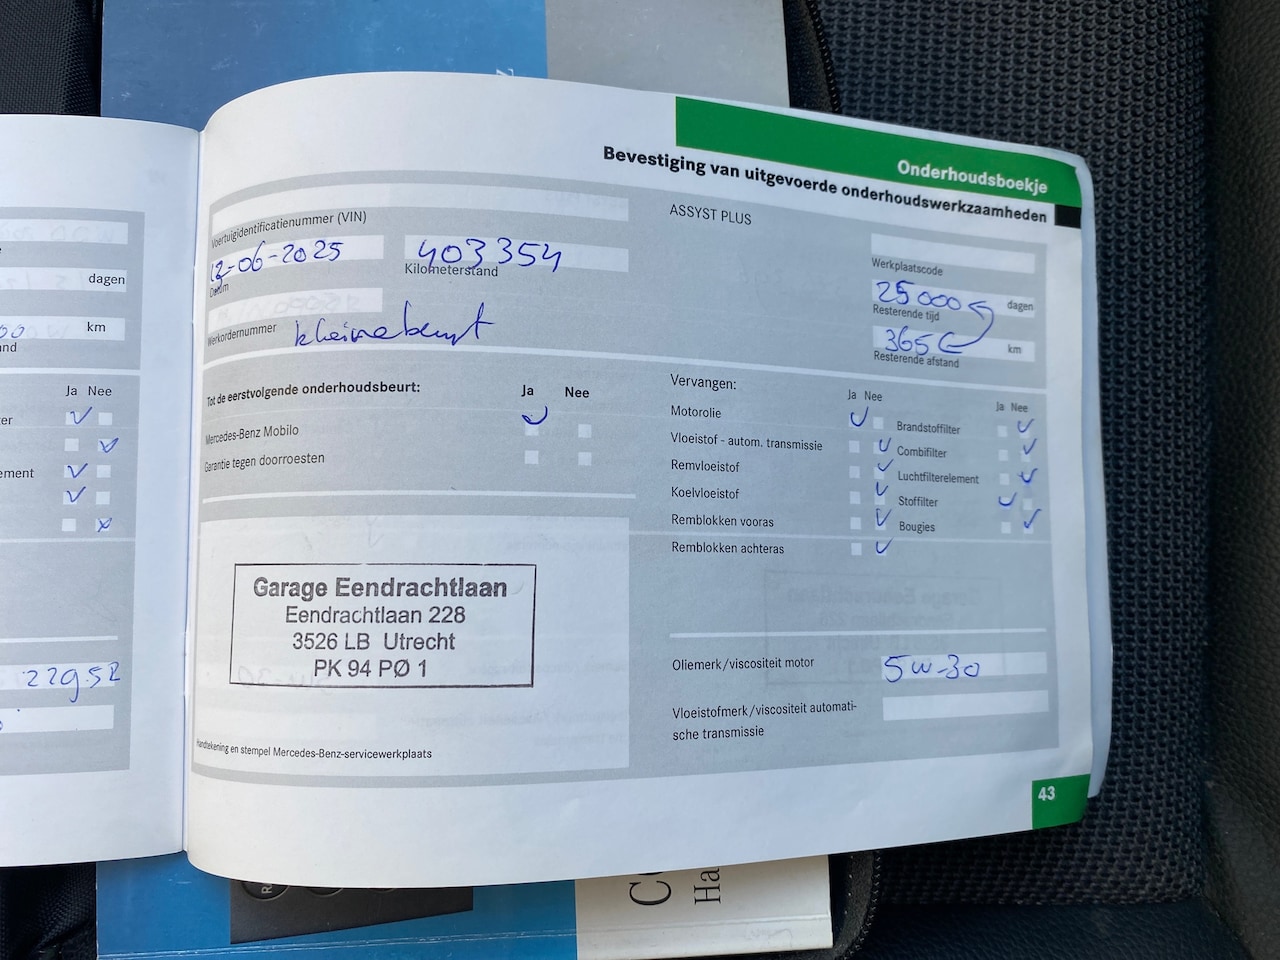 Onderhoudsboekje
Bevestiging van uitgevoerde onderhoudswerkzaamheden
Voertuigidentificatienummer (VIN)
12-06-2025
403354
Datum
Kilometerstand
Werkordernummer
kleine beurt
ASSYST PLUS
Werkplaatscode
25000
dagen
Resterende tijd
365
km
Resterende afstand
Tot de eerstvolgende onderhoudsbeurt:
Ja Nee
Mercedes-Benz Mobilo
Garantie tegen doorroesten
Vervangen:
Ja Nee
Motorolie
Vloeistof - autom. transmissie
Remvloeistof
Koelvloeistof
Remblokken vooras
Remblokken achteras
Ja Nee
Brandstoffilter
Combifilter
Luchtfilterelement
Stoffilter
Bougies
Garage Eendrachtlaan
Eendrachtlaan 228
3526 LB Utrecht
PK 94 PØ 1
Handtekening en stempel Mercedes-Benz-servicewerkplaats
Oliemerk/viscositeit motor
5W-30
Vloeistofmerk/viscositeit automati-
sche transmissie
43
dagen
km
Ja Nee
229.52